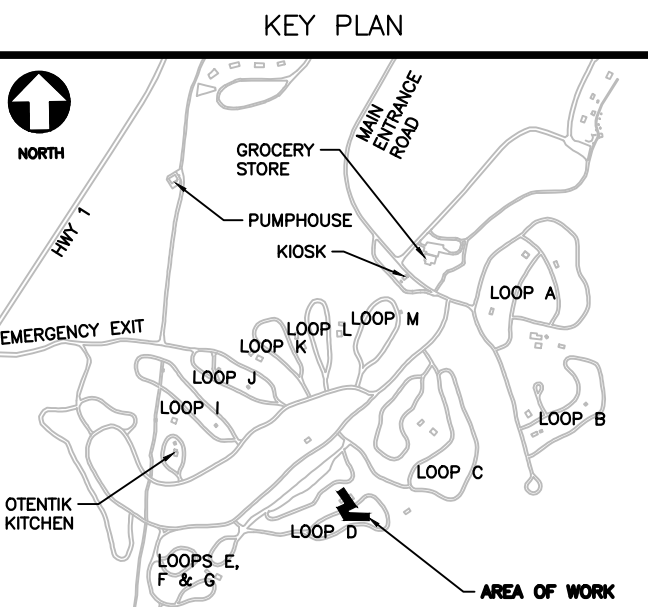 KEY PLAN
NORTH
MAIN
ENTRANCE
ROAD
GROCERY
STORE
PUMPHOUSE
HWY 1
KIOSK
LOOP A
EMERGENCY EXIT
LOOP M
LOOP L
LOOP K
LOOP J
LOOP I
LOOP B
LOOP C
OTENTIK
KITCHEN
LOOP D
LOOPS E,
F & G
AREA OF WORK